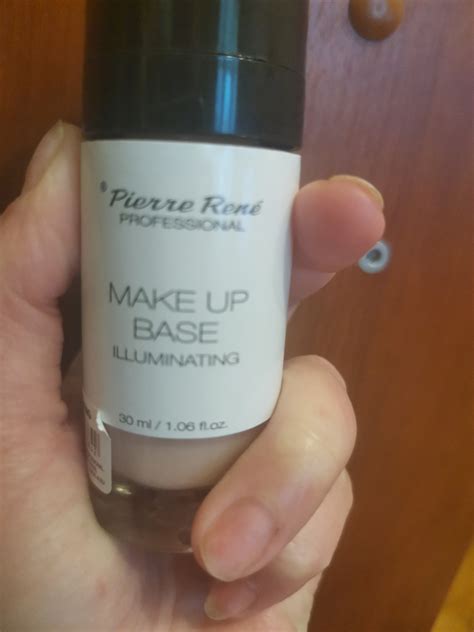 ® Pierre René
PROFESSIONAL
MAKE UP
BASE
ILLUMINATING
30 ml / 1.06 fl.oz.